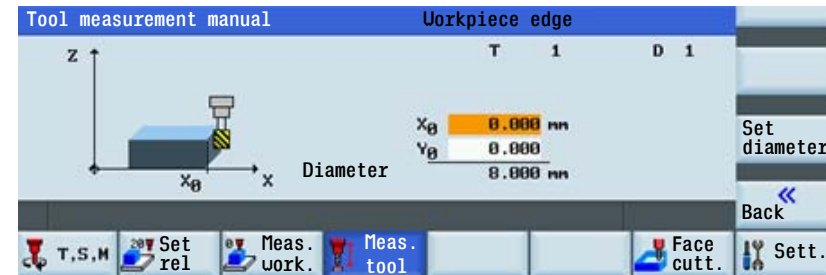 Tool measurement manual Workpiece edge
Z T 1 D 1
X0 0.000 mm
Y0 0.000
Set
diameter
Diameter 8.000 mm
X0 X
Back
T,S,M Set
rel Meas.
work. Meas.
tool Face
cutt. Sett.